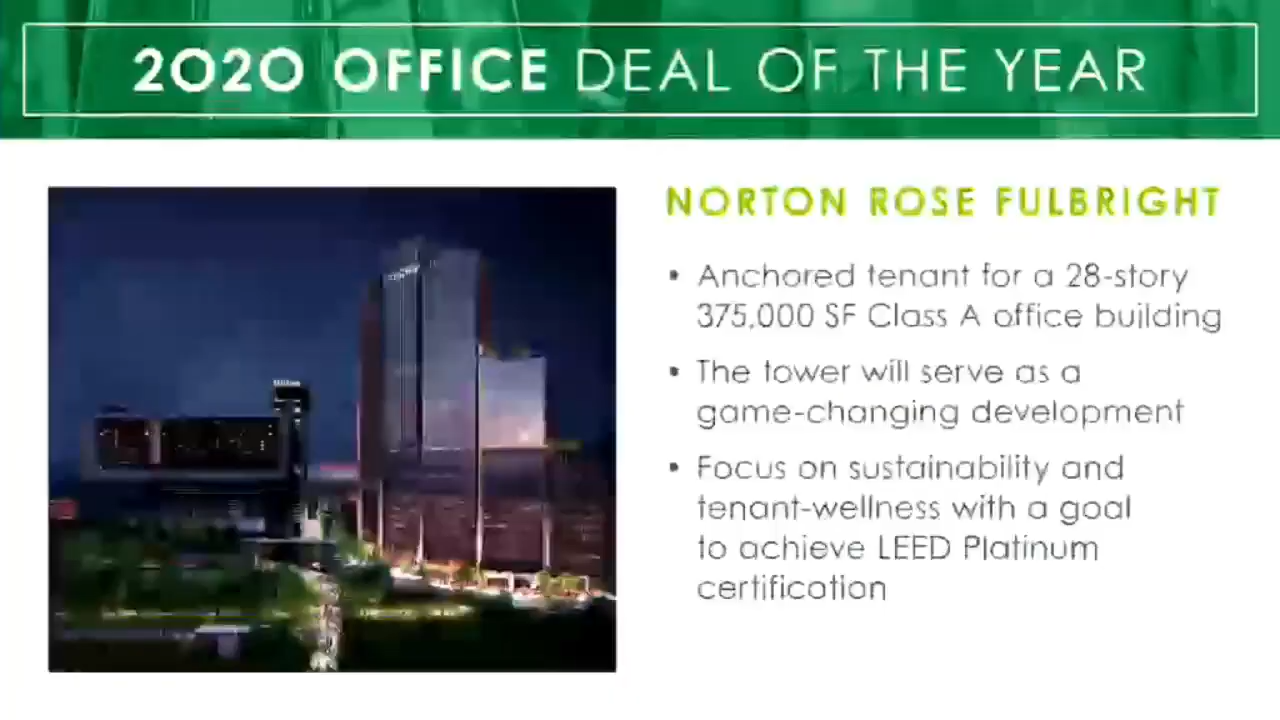 2020 OFFICE DEAL OF THE YEAR
NORTON ROSE FULBRIGHT
• Anchored tenant for a 28-story
375,000 SF Class A office building
• The tower will serve as a
game-changing development
• Focus on sustainability and
tenant-wellness with a goal
to achieve LEED Platinum
certification
Hilton